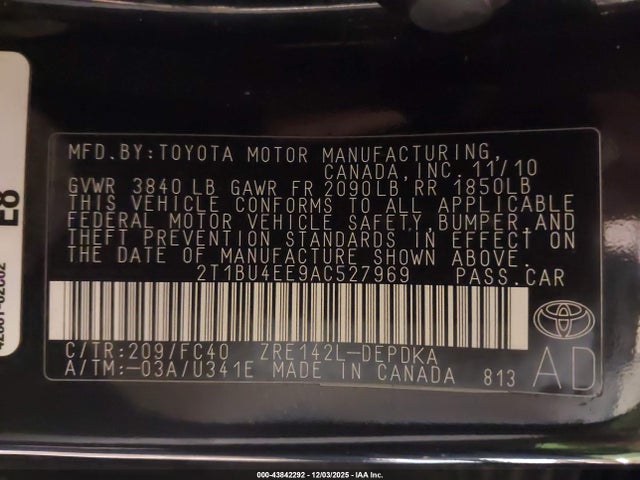 MFD.BY:TOYOTA MOTOR MANUFACTURING,
CANADA, INC. 11/10
GVWR 3840 LB GAWR FR 2090LB RR 1850LB
THIS VEHICLE CONFORMS TO ALL APPLICABLE
FEDERAL MOTOR VEHICLE SAFETY,BUMPER,AND
THEFT PREVENTION STANDARDS IN EFFECT ON
THE DATE OF MANUFACTURE SHOWN ABOVE.
2T1BU4EE9AC527969 PASS.CAR
C/TR:209/FC40 ZRE142L-DEPDKA
A/TM:-03A/U341E MADE IN CANADA 813
AD
E8
000-43842292 - 12/03/2025 - IAA Inc.